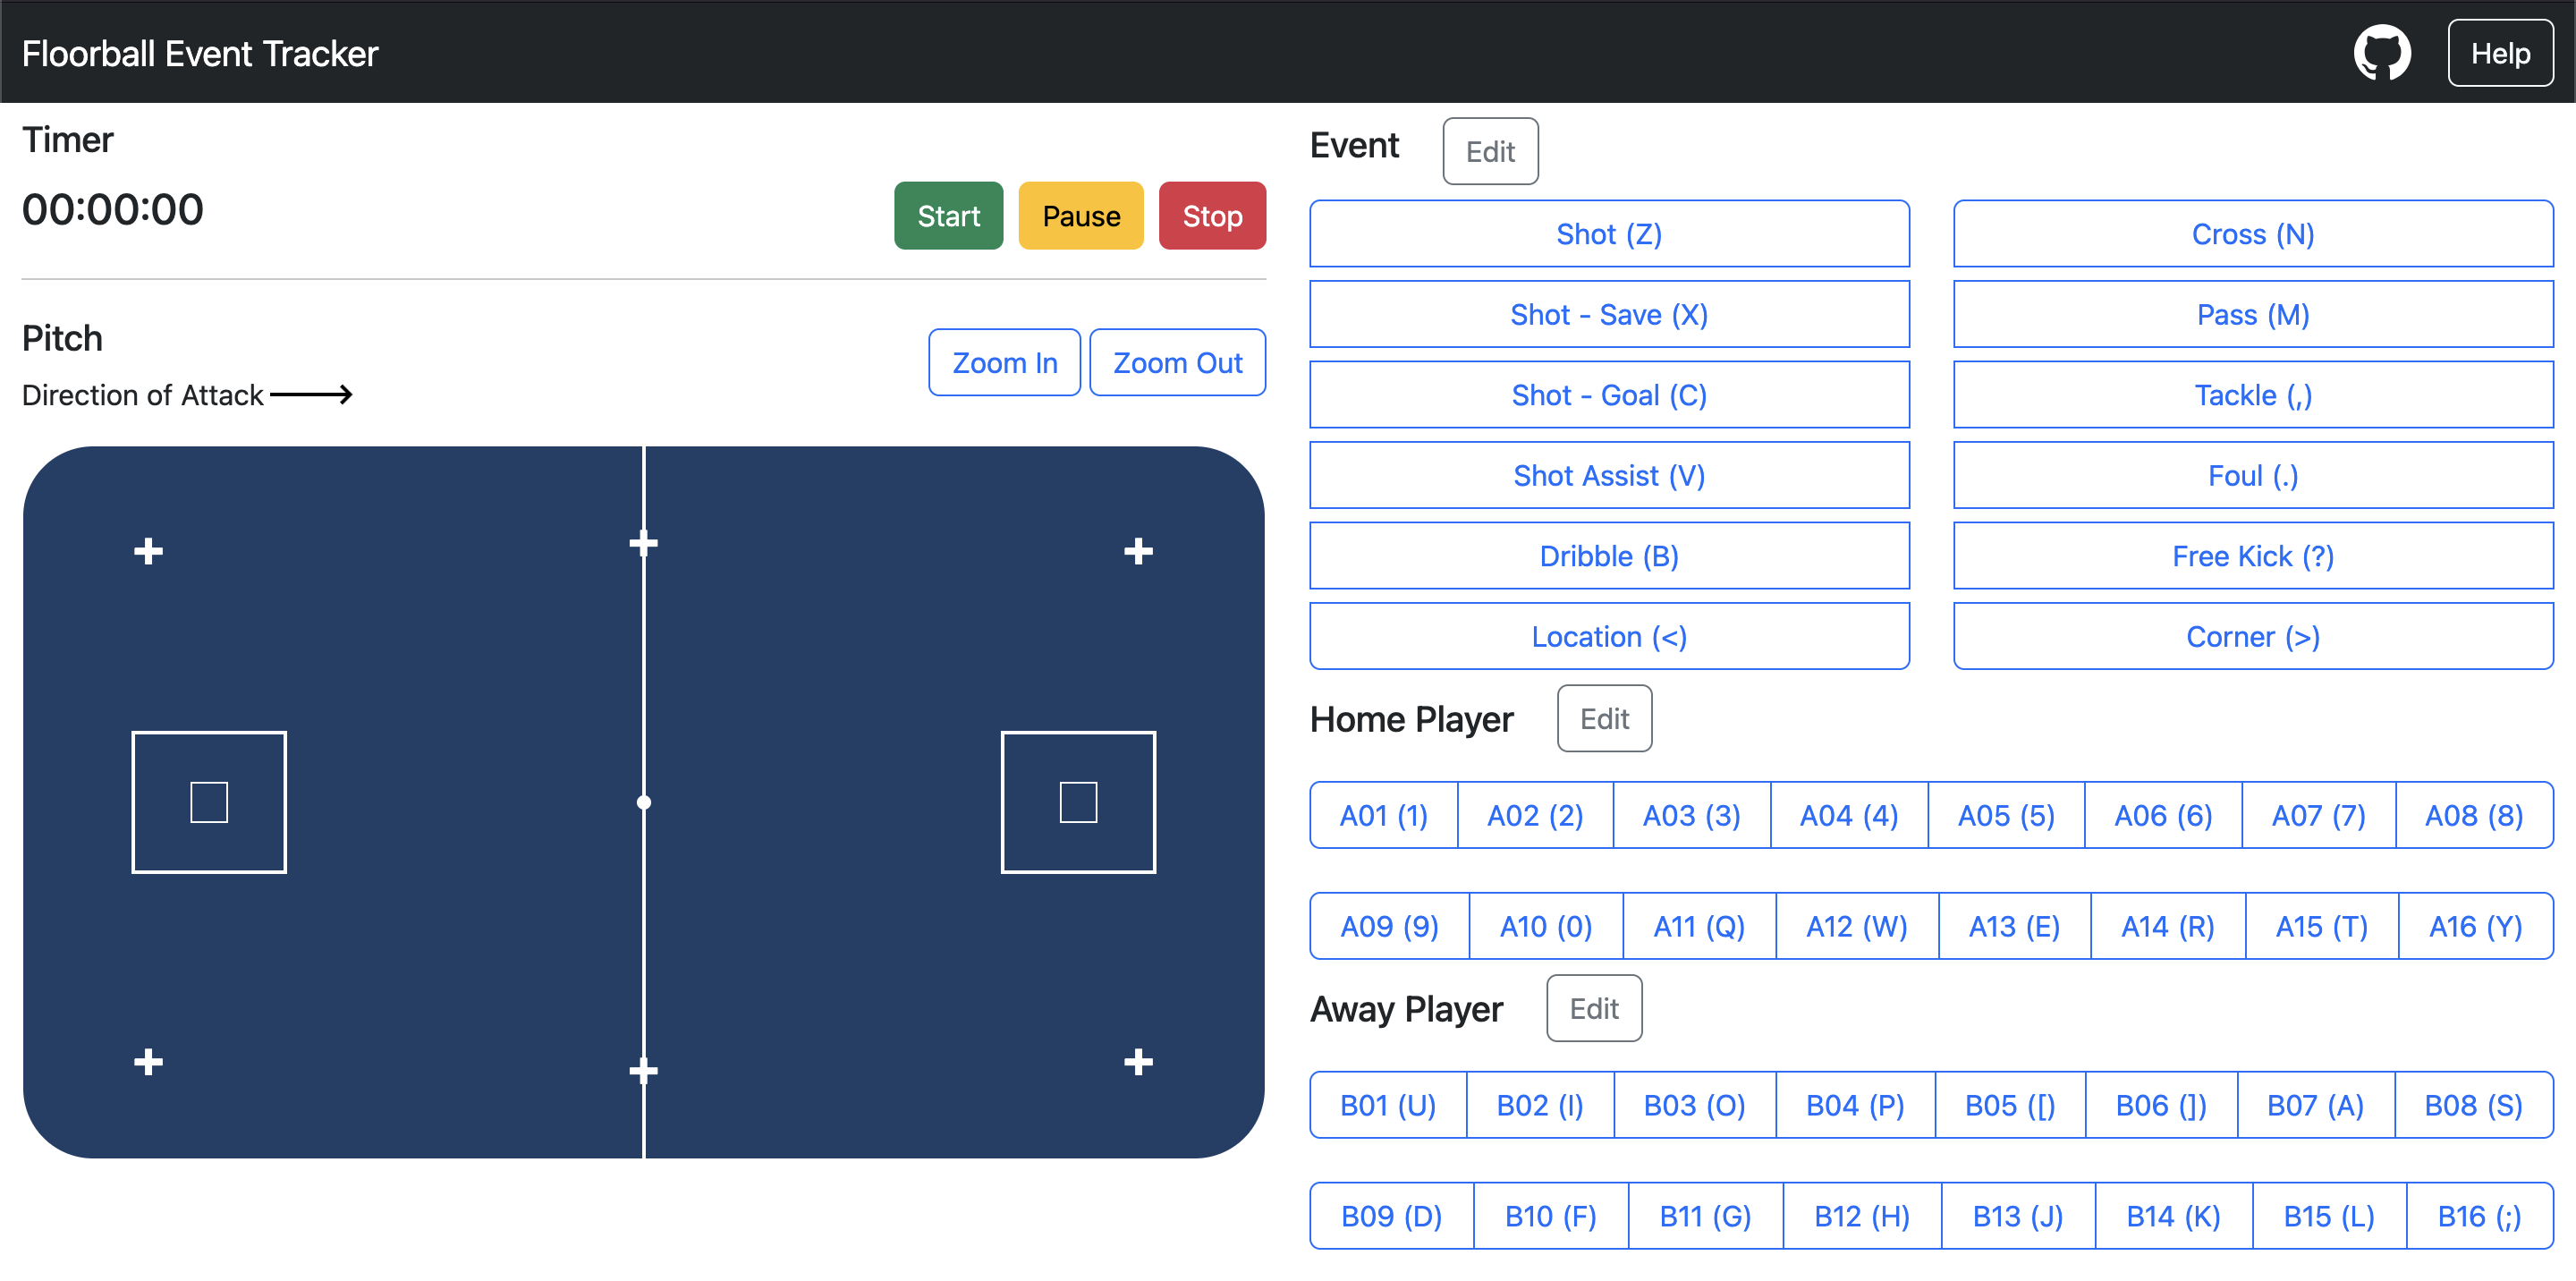 Floorball Event Tracker
Help
Timer
00:00:00
Start
Pause
Stop
Pitch
Direction of Attack
Zoom In
Zoom Out
Event
Edit
Shot (Z)
Cross (N)
Shot - Save (X)
Pass (M)
Shot - Goal (C)
Tackle (,)
Shot Assist (V)
Foul (.)
Dribble (B)
Free Kick (?)
Location (<)
Corner (>)
Home Player
Edit
A01 (1) A02 (2) A03 (3) A04 (4) A05 (5) A06 (6) A07 (7) A08 (8)
A09 (9) A10 (0) A11 (Q) A12 (W) A13 (E) A14 (R) A15 (T) A16 (Y)
Away Player
Edit
B01 (U) B02 (I) B03 (O) B04 (P) B05 ([) B06 (]) B07 (A) B08 (S)
B09 (D) B10 (F) B11 (G) B12 (H) B13 (J) B14 (K) B15 (L) B16 (;)